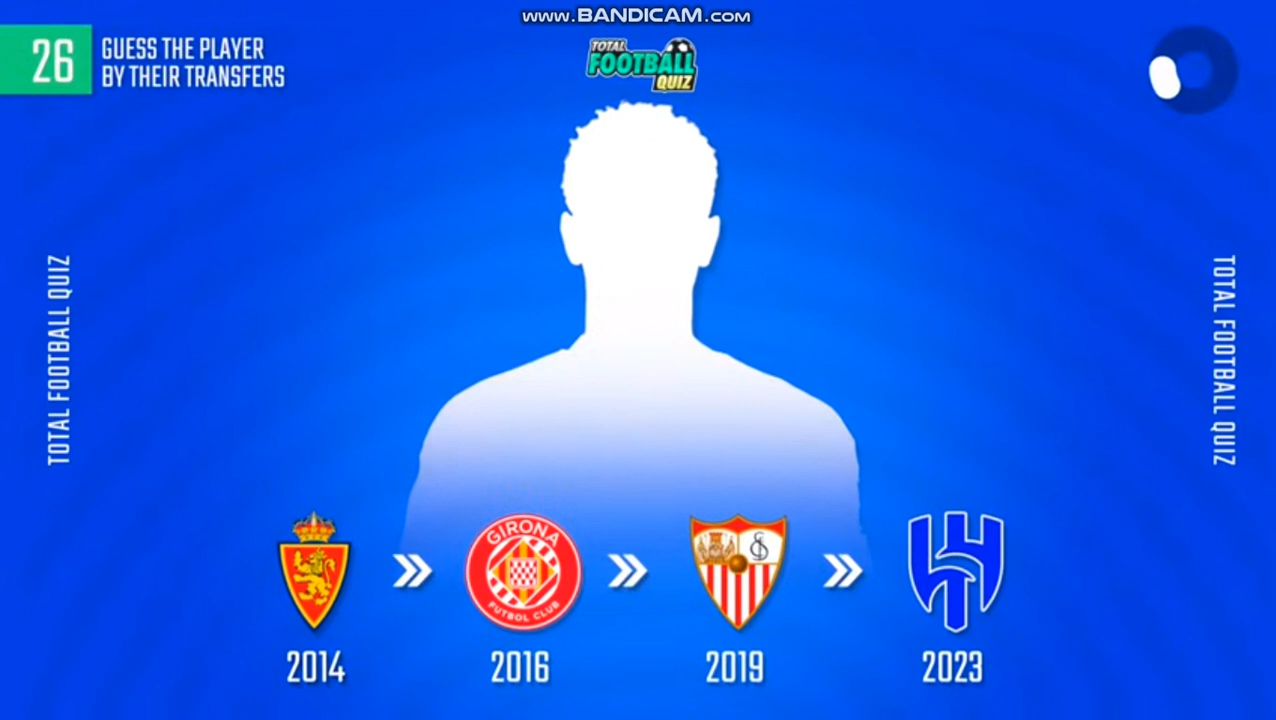 www.BANDICAM.com
26
GUESS THE PLAYER
BY THEIR TRANSFERS
TOTAL
FOOTBALL
QUIZ
TOTAL FOOTBALL QUIZ
TOTAL FOOTBALL QUIZ
GIRONA
FUTBOL CLUB
2014
2016
2019
2023